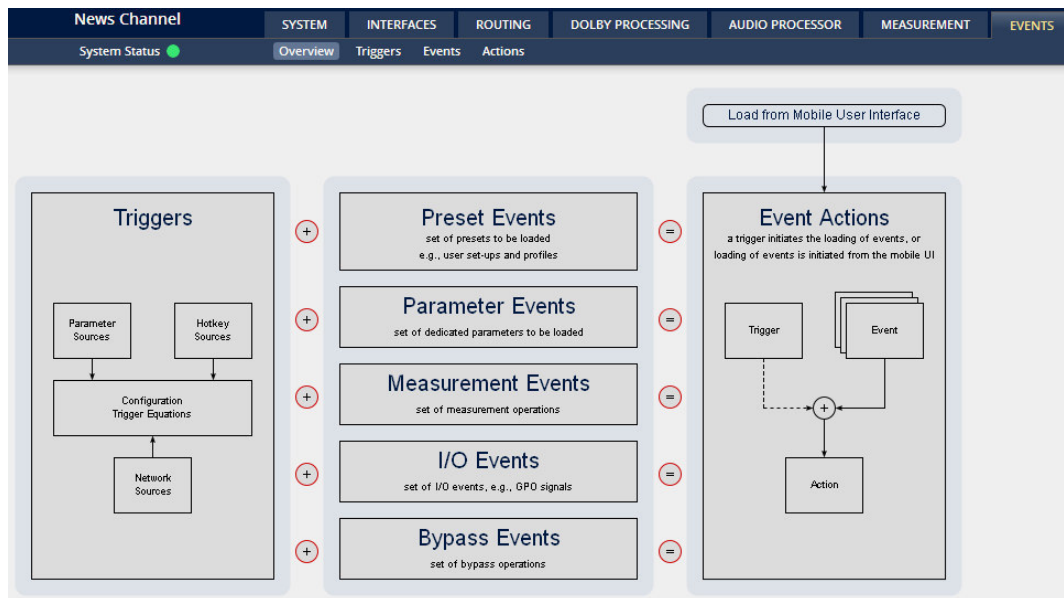 News Channel
SYSTEM
INTERFACES
ROUTING
DOLBY PROCESSING
AUDIO PROCESSOR
MEASUREMENT
EVENTS
System Status
Overview
Triggers
Events
Actions
Load from Mobile User Interface
Triggers
Parameter
Sources
Hotkey
Sources
Configuration
Trigger Equations
Network
Sources
+
+
+
+
+
Preset Events
set of presets to be loaded
e.g., user set-ups and profiles
Parameter Events
set of dedicated parameters to be loaded
Measurement Events
set of measurement operations
I/O Events
set of I/O events, e.g., GPO signals
Bypass Events
set of bypass operations
=
=
=
=
=
Event Actions
a trigger initiates the loading of events, or
loading of events is initiated from the mobile UI
Trigger
Event
+
Action